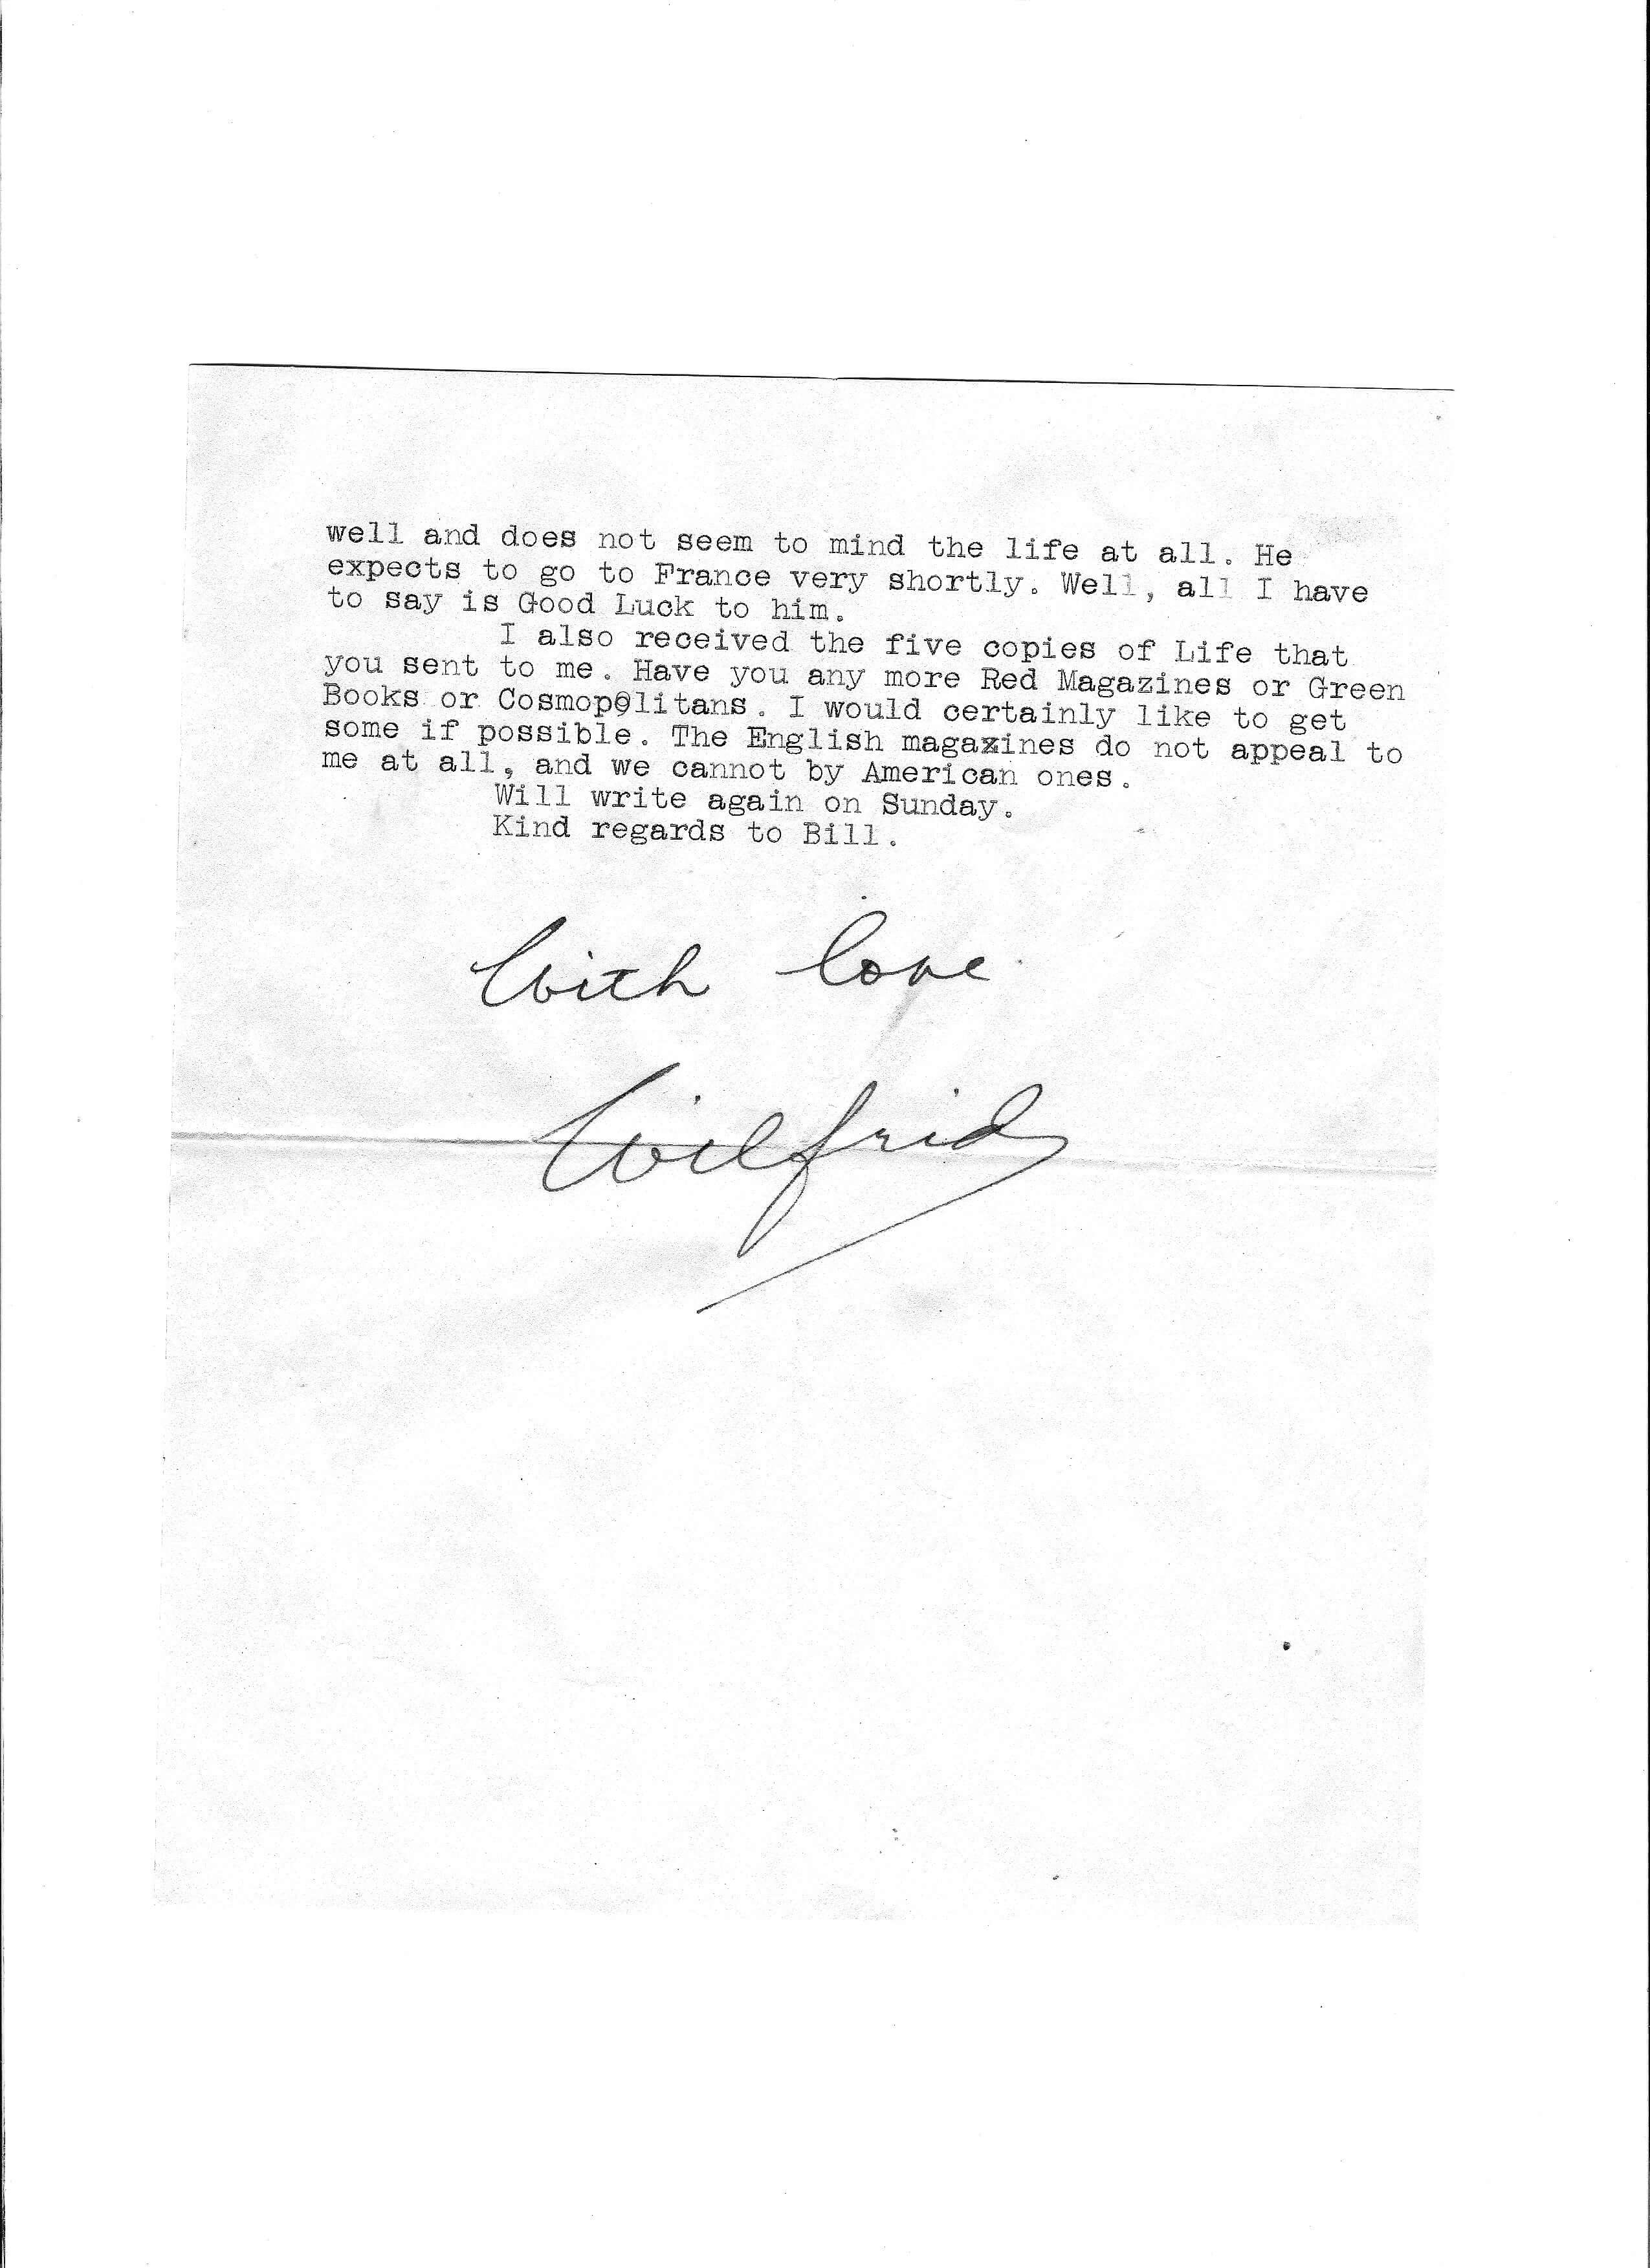 well and does not seem to mind the life at all. He
expects to go to France very shortly. Well, all I have
to say is Good Luck to him.
I also received the five copies of Life that
you sent to me. Have you any more Red Magazines or Green
Books or Cosmop@litans. I would certainly like to get
some if possible. The English magazines do not appeal to
me at all, and we cannot by American ones.
Will write again on Sunday.
Kind regards to Bill.
With love
Wilfrid